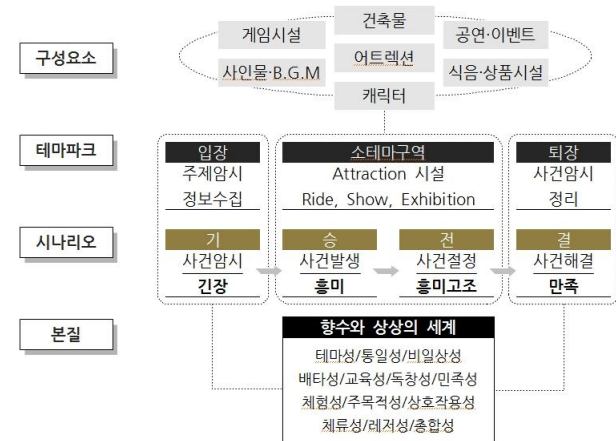 구성요소
건축물
게임시설
공연·이벤트
어트렉션
사인물·B.G.M
식음·상품시설
캐릭터
테마파크
입장
주제암시
정보수집
소테마구역
Attraction 시설
Ride, Show, Exhibition
퇴장
사건암시
정리
시나리오
기
사건암시
긴장
승
사건발생
흥미
전
사건절정
흥미고조
결
사건해결
만족
본질
향수와 상상의 세계
테마성/통일성/비일상성
배타성/교육성/독창성/민족성
체험성/주목적성/상호작용성
체류성/레저성/종합성